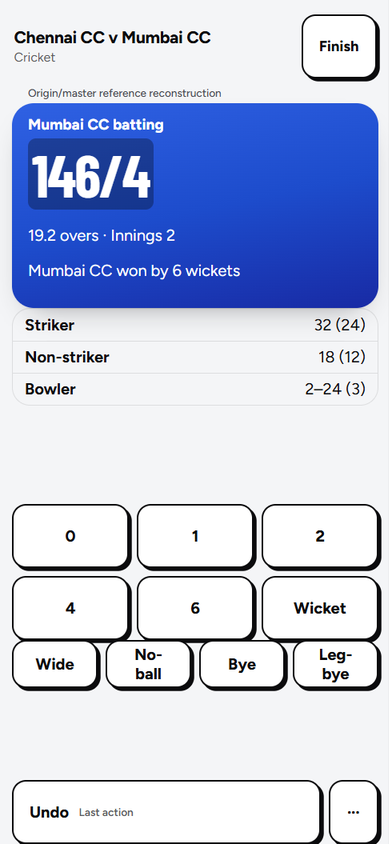 Chennai CC v Mumbai CC
Cricket
Finish
Origin/master reference reconstruction
Mumbai CC batting
146/4
19.2 overs · Innings 2
Mumbai CC won by 6 wickets
Striker 32 (24)
Non-striker 18 (12)
Bowler 2–24 (3)
0 1 2
4 6 Wicket
Wide No-ball Bye Leg-bye
Undo Last action ...